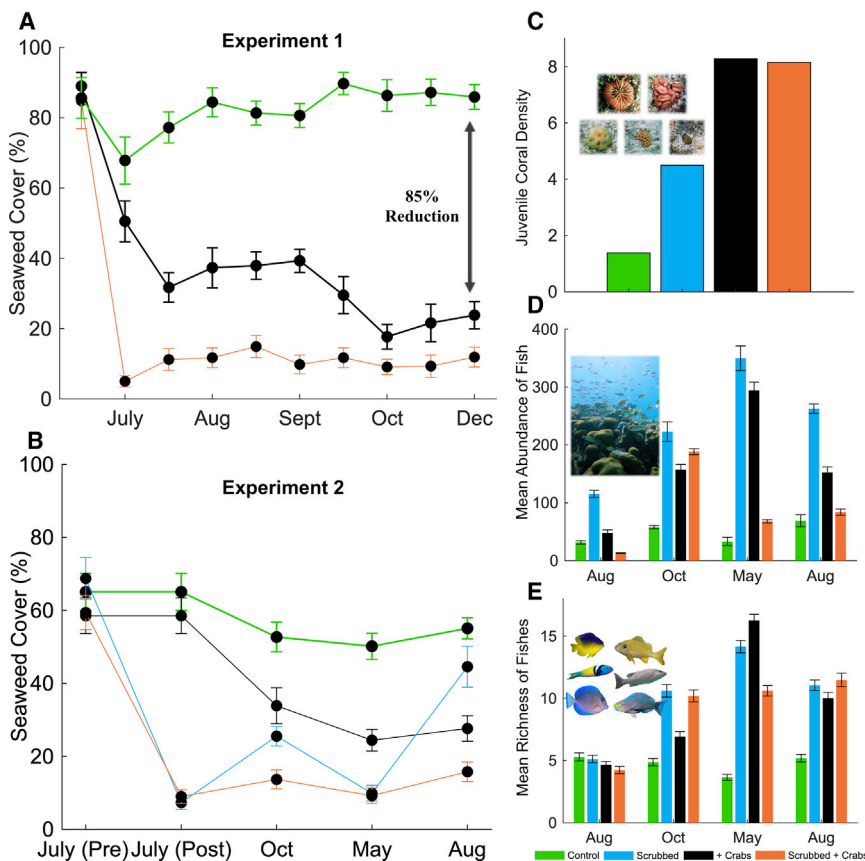 A
Experiment 1
Seaweed Cover (%)
100
80
60
40
20
0
85%
Reduction
July
Aug
Sept
Oct
Dec
B
Experiment 2
Seaweed Cover (%)
100
80
60
40
20
0
July (Pre)
July (Post)
Oct
May
Aug
C
Juvenile Coral Density
8
6
4
2
0
D
Mean Abundance of Fish
400
300
200
100
0
Aug
Oct
May
Aug
E
Mean Richness of Fishes
15
10
5
0
Aug
Oct
May
Aug
Control
Scrubbed
+ Crabs
Scrubbed + Crabs